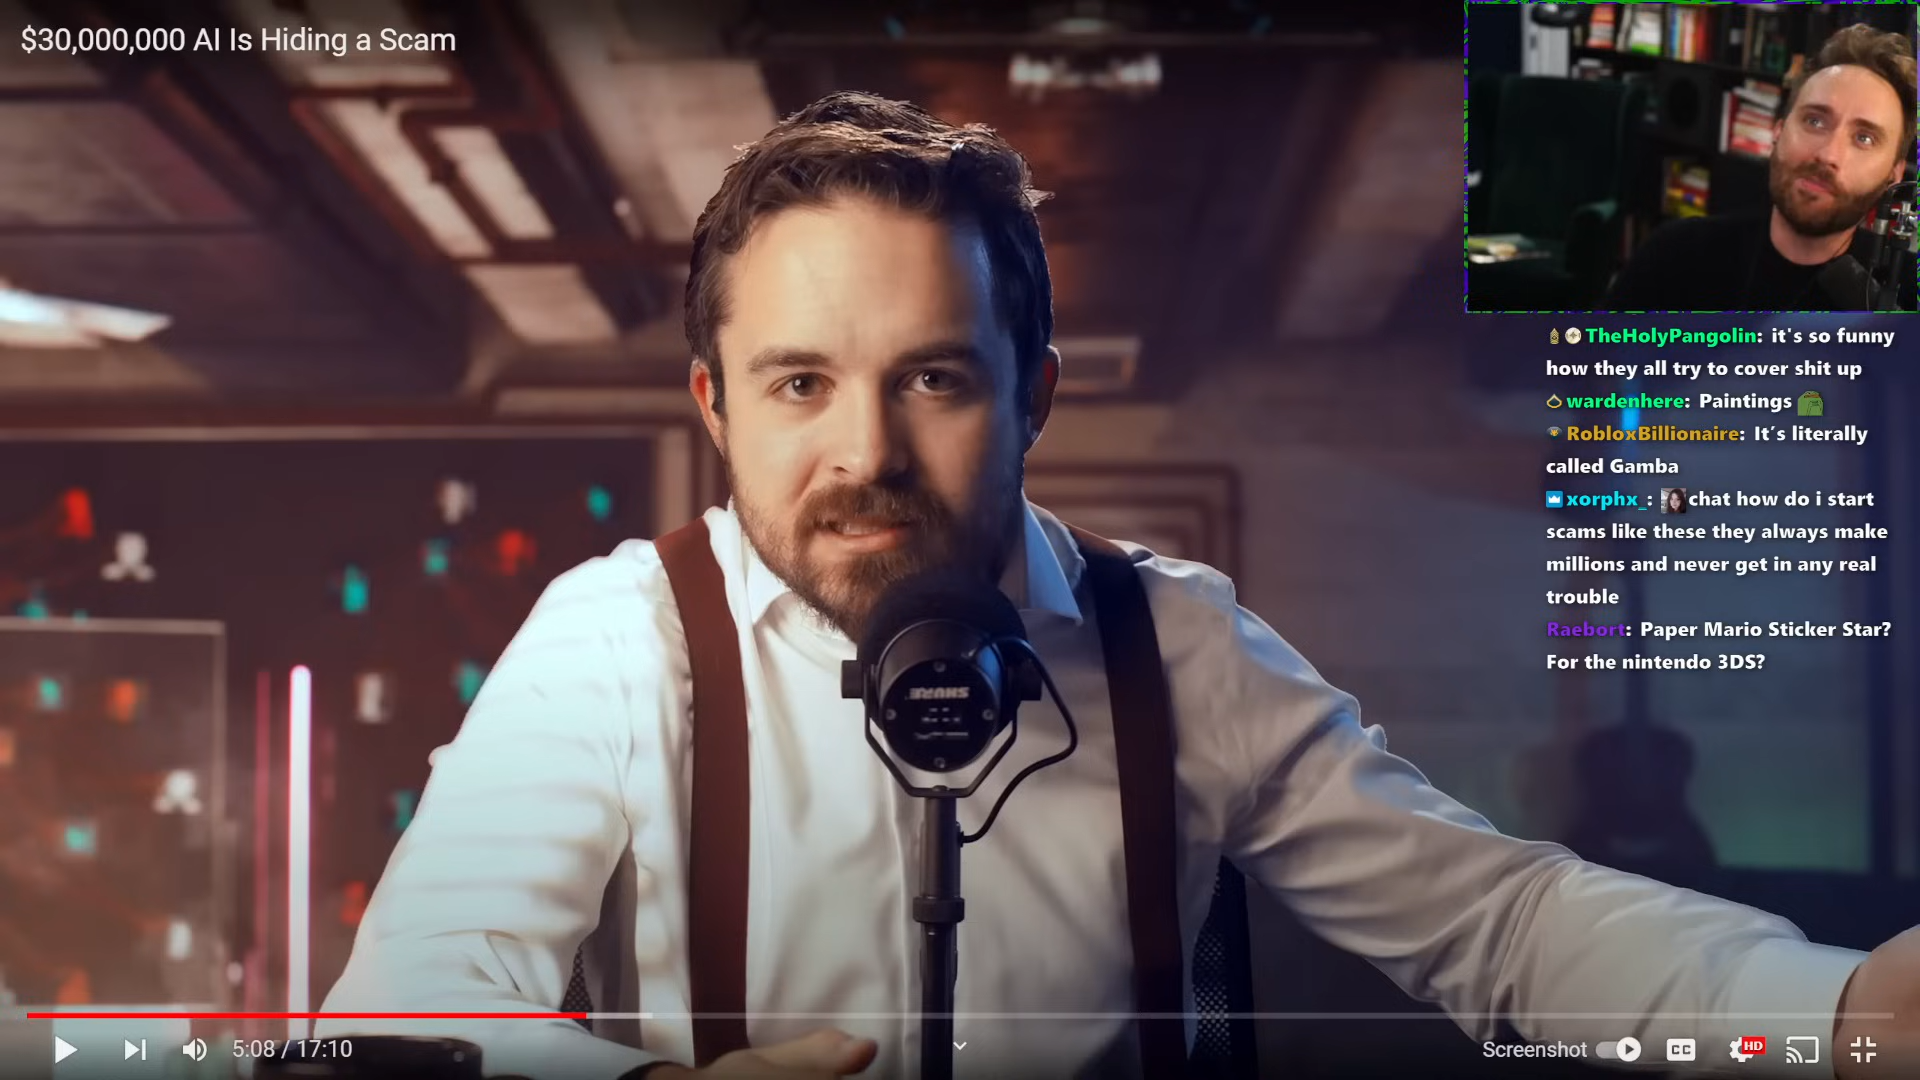 $30,000,000 AI Is Hiding a Scam
TheHolyPangolin: it's so funny
how they all try to cover shit up
wardenhere: Paintings
RobloxBillionaire: It's literally
called Gamba
xorphx_: chat how do i start
scams like these they always make
millions and never get in any real
trouble
Raebort: Paper Mario Sticker Star?
For the nintendo 3DS?
SHURE
5:08 / 17:10
Screenshot
CC
HD